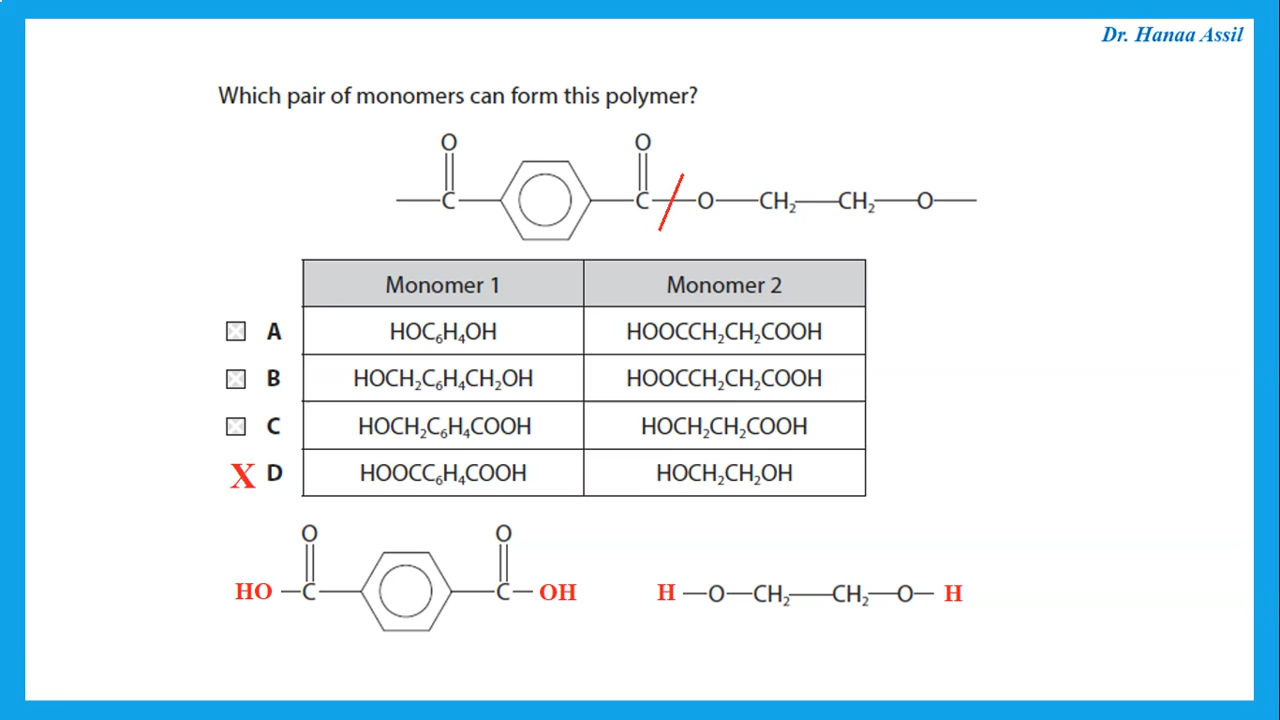 Dr. Hanaa Assil
Which pair of monomers can form this polymer?
O O
C C O CH₂ CH₂ O
Monomer 1 Monomer 2
A HOC₆H₄OH HOOCCH₂CH₂COOH
B HOCH₂C₆H₄CH₂OH HOOCCH₂CH₂COOH
C HOCH₂C₆H₄COOH HOCH₂CH₂COOH
X D HOOCC₆H₄COOH HOCH₂CH₂OH
O O
HO C C OH H O CH₂ CH₂ O H